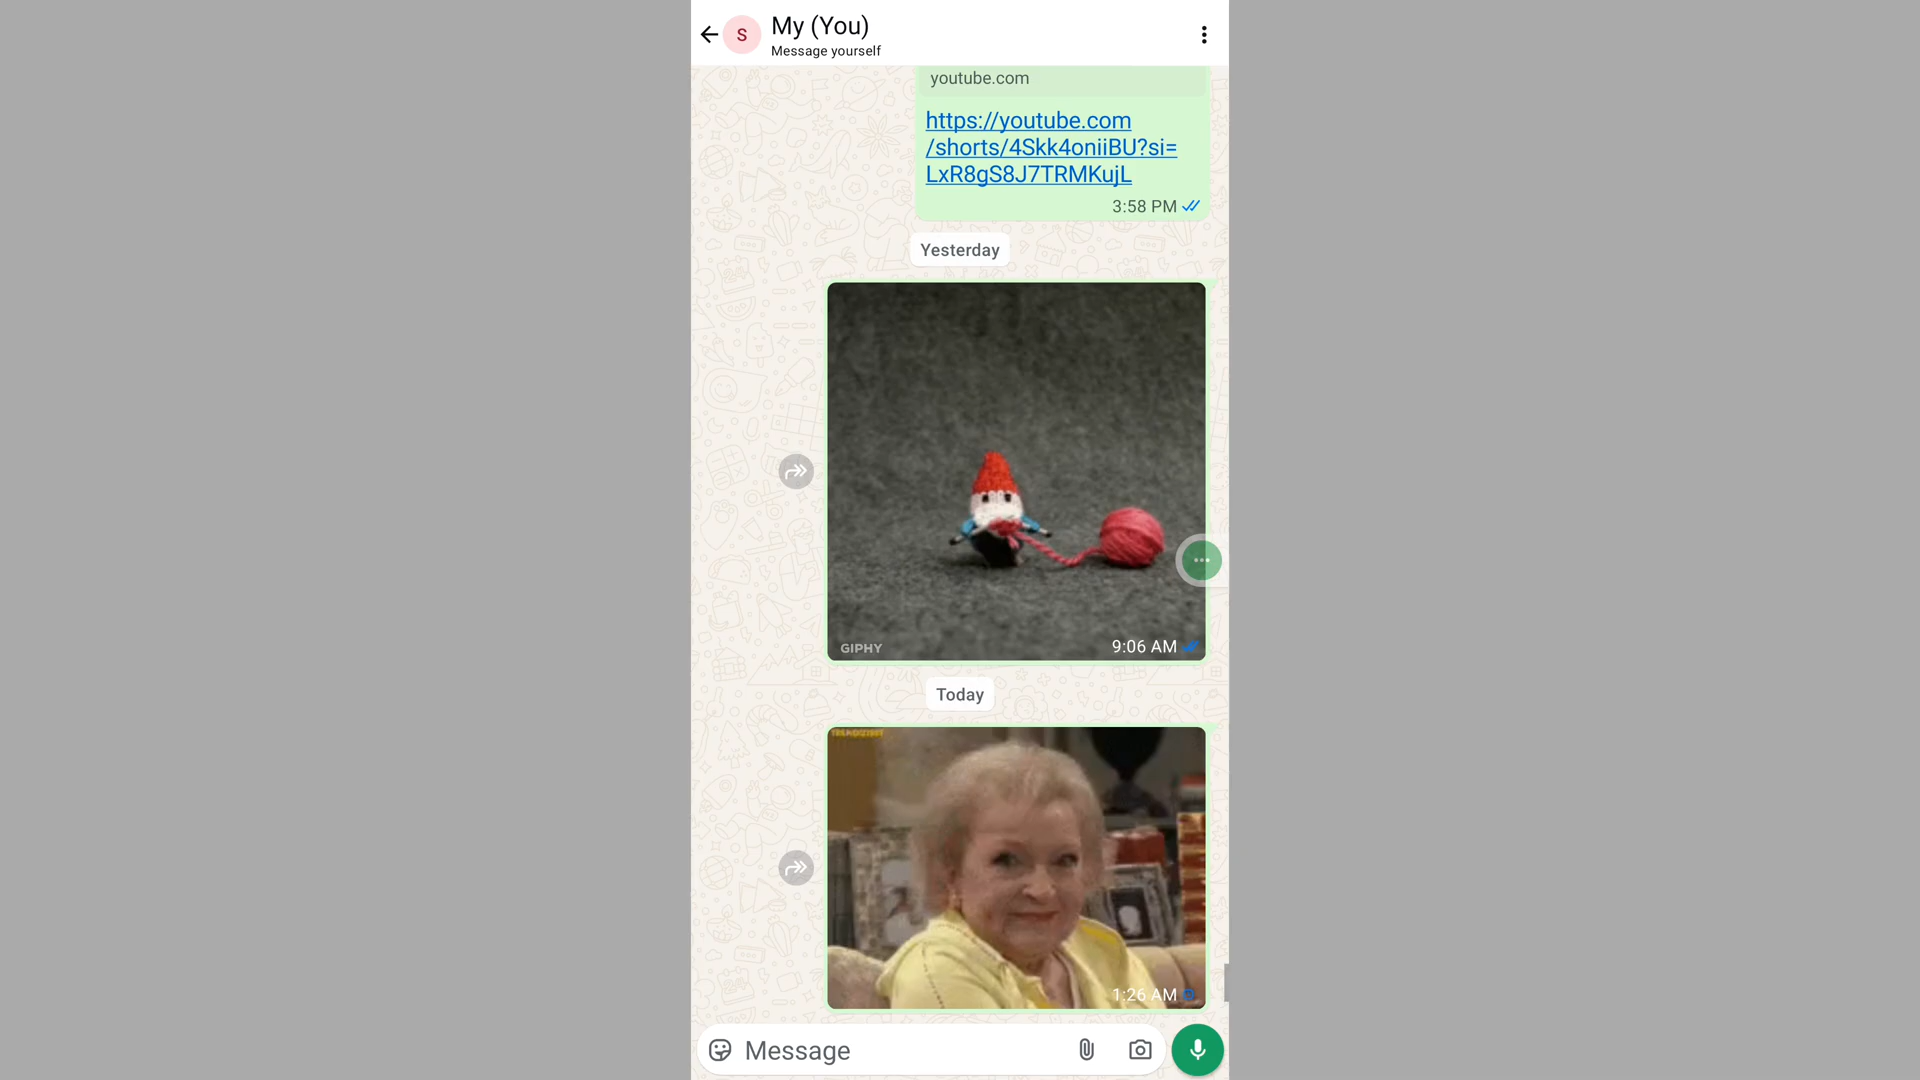 S
My (You)
Message yourself
youtube.com
https://youtube.com
/shorts/4Skk4oniiBU?si=
LxR8gS8J7TRMKujL
3:58 PM
Yesterday
GIPHY
9:06 AM
Today
1:26 AM
Message